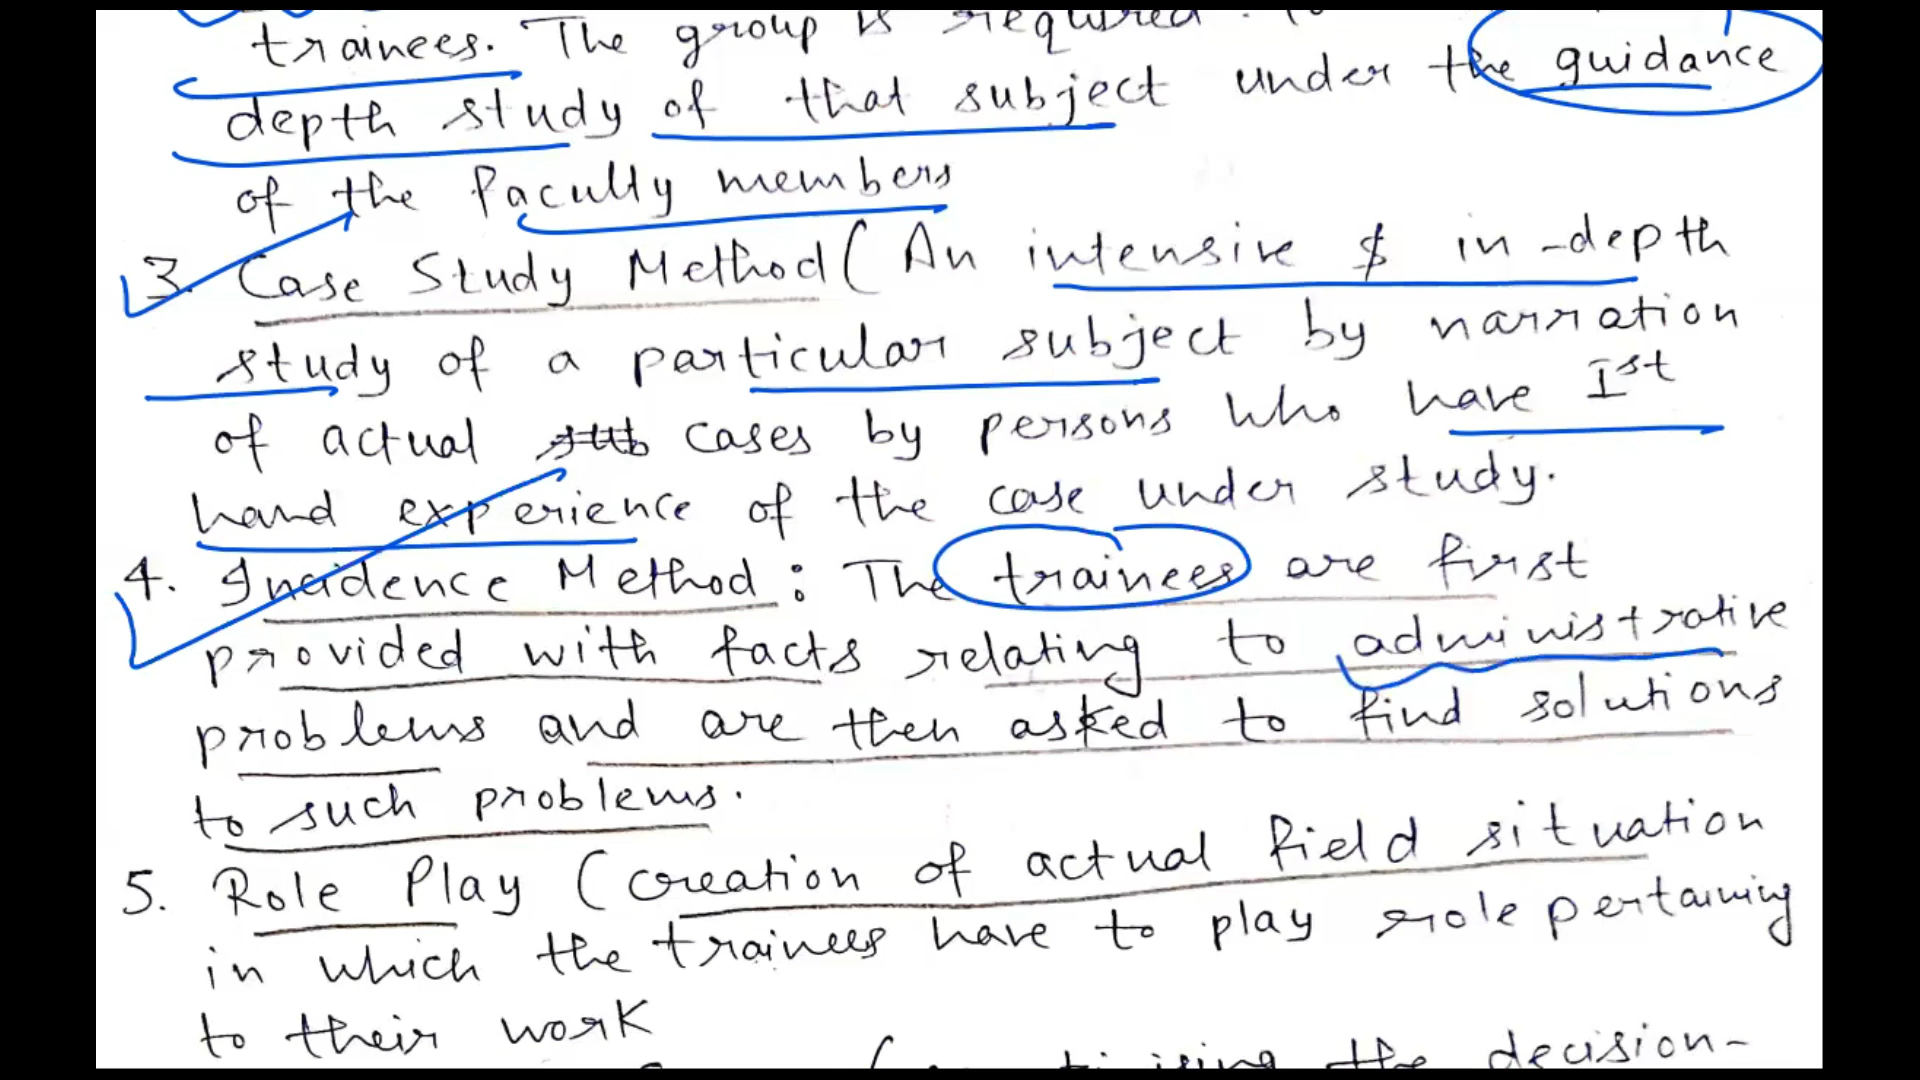 trainees. The group is required
depth study of that subject under the guidance
of the faculty members
3. Case Study Method (An intensive $ in-depth
study of a particular subject by narration
of actual cases by persons who have Ist
hand experience of the case under study.
4. Incidence Method: The trainees are first
provided with facts relating to administrative
problems and are then asked to find solutions
to such problems.
5. Role Play (creation of actual field situation
in which the trainees have to play role pertaining
to their work
the decision-